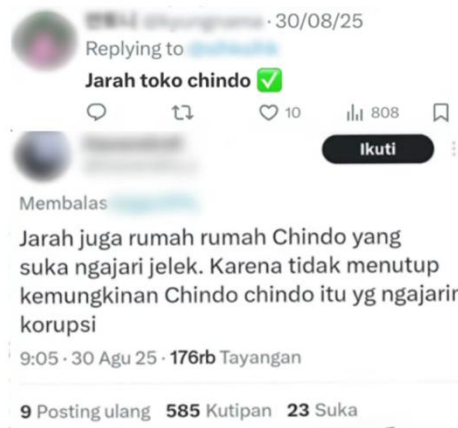 30/08/25
Replying to
Jarah toko chindo ✅
10 808
Ikuti
Membalas
Jarah juga rumah rumah Chindo yang
suka ngajari jelek. Karena tidak menutup
kemungkinan Chindo chindo itu yg ngajarin
korupsi
9:05 · 30 Agu 25 · 176rb Tayangan
9 Posting ulang 585 Kutipan 23 Suka